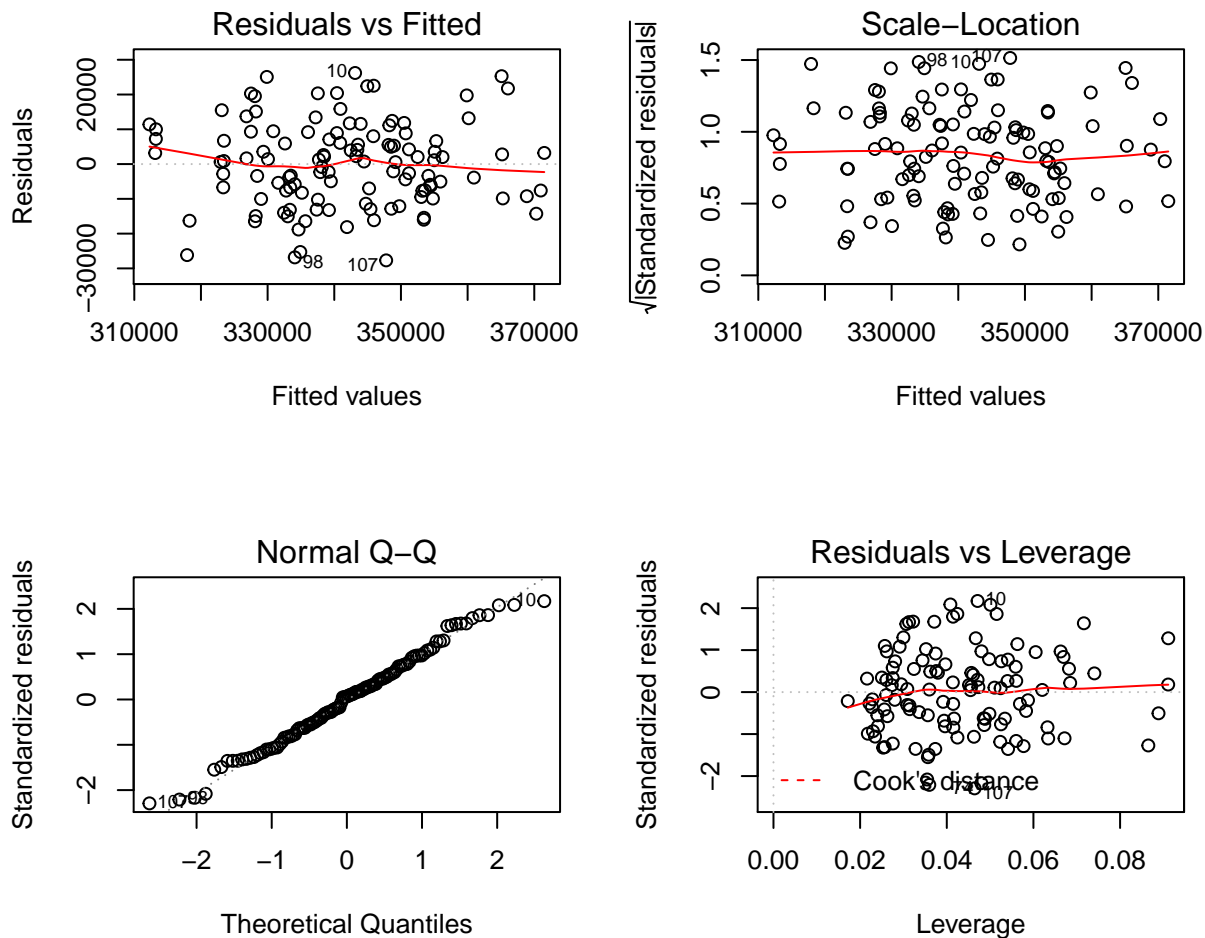 Residuals vs Fitted
Residuals
−30000 0 20000
310000 330000 350000 370000
Fitted values
10
98
107
Scale−Location
√|Standardized residuals|
0.0 0.5 1.0 1.5
310000 330000 350000 370000
Fitted values
98 10 107
Normal Q−Q
Standardized residuals
−2 0 1 2
−2 −1 0 1 2
Theoretical Quantiles
10
107 98
Residuals vs Leverage
Standardized residuals
−2 0 1 2
0.00 0.02 0.04 0.06 0.08
Leverage
10
Cook's distance
107